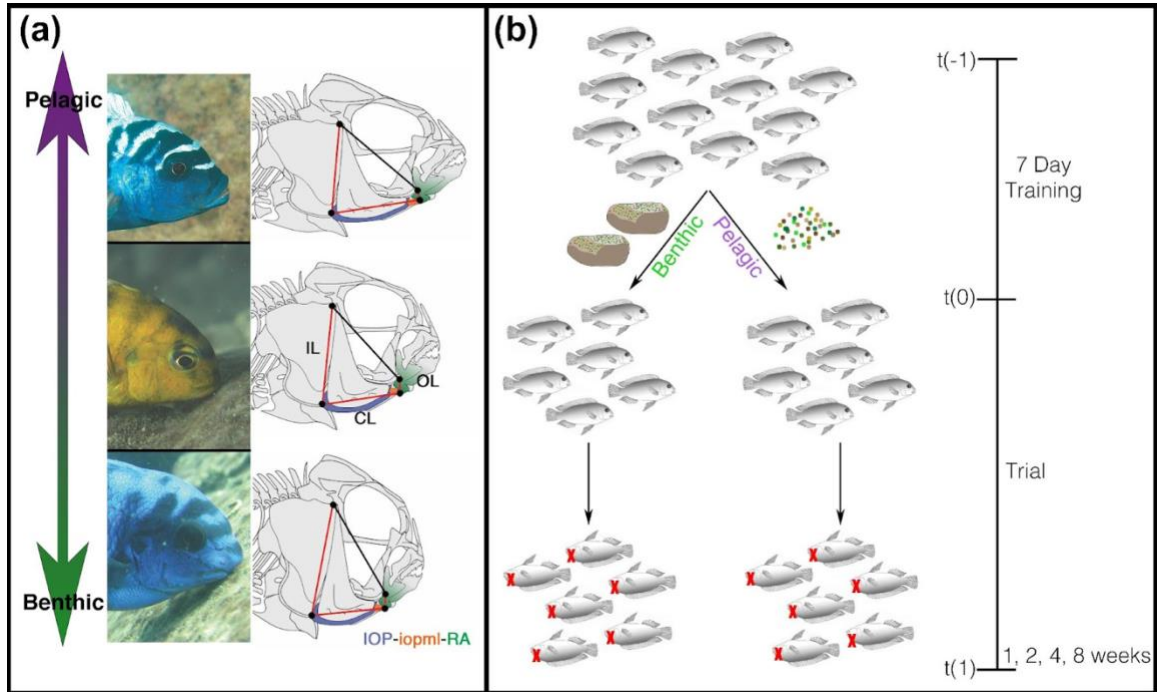 (a)
Pelagic
IL
OL
CL
Benthic
IOP-iopml-RA
(b)
Benthic
Pelagic
t(-1)
7 Day
Training
t(0)
Trial
t(1)
1, 2, 4, 8 weeks